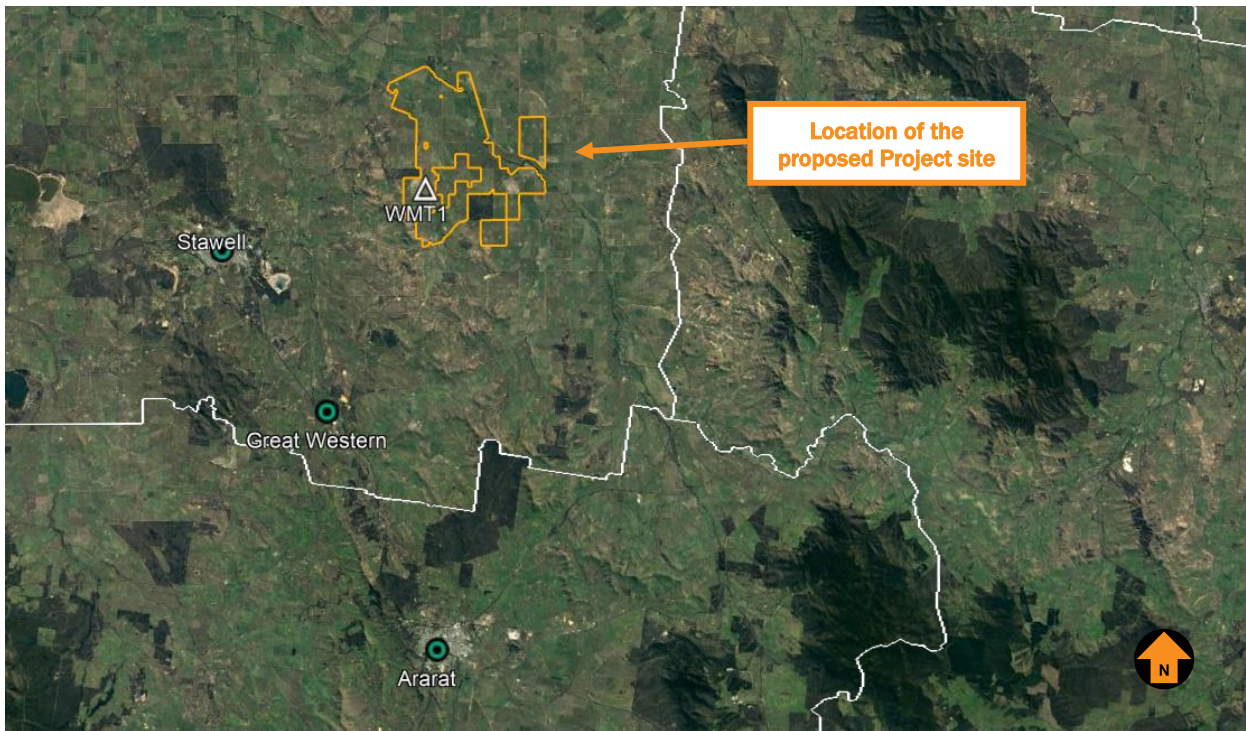 Location of the
proposed Project site
WMT1
Stawell
Great Western
Ararat
N